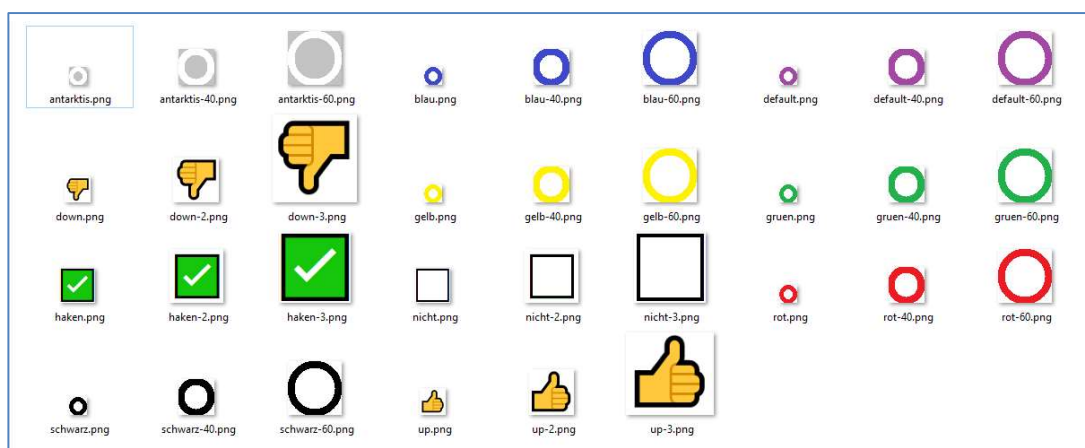 antarktis.png antarktis-40.png antarktis-60.png blau.png blau-40.png blau-60.png default.png default-40.png default-60.png
down.png down-2.png down-3.png gelb.png gelb-40.png gelb-60.png gruen.png gruen-40.png gruen-60.png
haken.png haken-2.png haken-3.png nicht.png nicht-2.png nicht-3.png rot.png rot-40.png rot-60.png
schwarz.png schwarz-40.png schwarz-60.png up.png up-2.png up-3.png